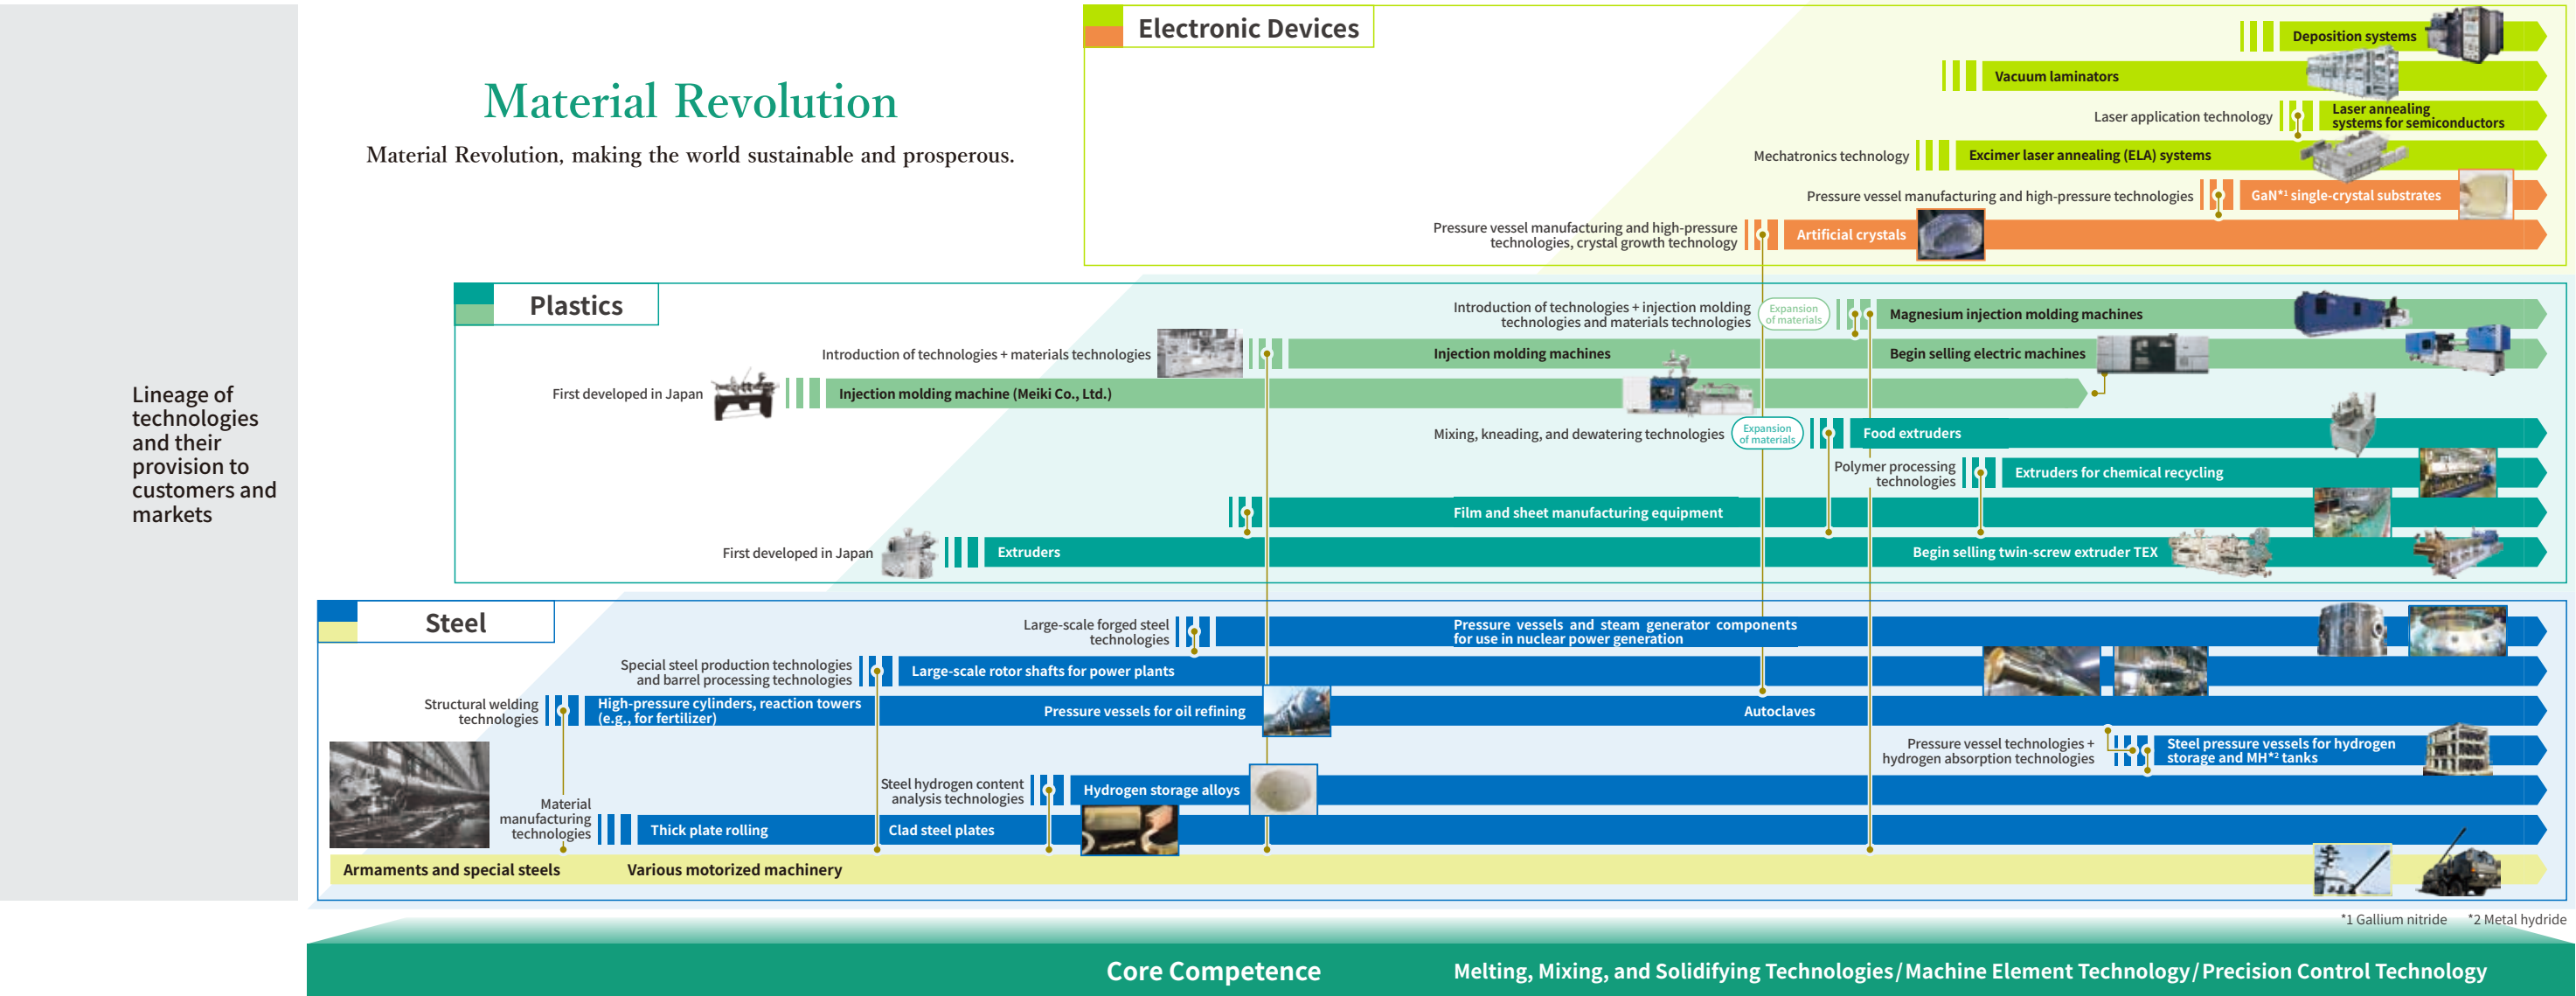 Lineage of
technologies
and their
provision to
customers and
markets
Material Revolution
Material Revolution, making the world sustainable and prosperous.
Electronic Devices
Deposition systems
Vacuum laminators
Laser application technology
Laser annealing
systems for semiconductors
Mechatronics technology
Excimer laser annealing (ELA) systems
Pressure vessel manufacturing and high-pressure technologies
GaN*1 single-crystal substrates
Pressure vessel manufacturing and high-pressure
technologies, crystal growth technology
Artificial crystals
Plastics
Introduction of technologies + injection molding
technologies and materials technologies
Expansion
of materials
Magnesium injection molding machines
Introduction of technologies + materials technologies
Injection molding machines
Begin selling electric machines
First developed in Japan
Injection molding machine (Meiki Co., Ltd.)
Mixing, kneading, and dewatering technologies
Expansion
of materials
Food extruders
Polymer processing
technologies
Extruders for chemical recycling
Film and sheet manufacturing equipment
First developed in Japan
Extruders
Begin selling twin-screw extruder TEX
Steel
Large-scale forged steel
technologies
Pressure vessels and steam generator components
for use in nuclear power generation
Special steel production technologies
and barrel processing technologies
Large-scale rotor shafts for power plants
Structural welding
technologies
High-pressure cylinders, reaction towers
(e.g., for fertilizer)
Pressure vessels for oil refining
Autoclaves
Pressure vessel technologies +
hydrogen absorption technologies
Steel pressure vessels for hydrogen
storage and MH*2 tanks
Steel hydrogen content
analysis technologies
Hydrogen storage alloys
Material
manufacturing
technologies
Thick plate rolling
Clad steel plates
Armaments and special steels
Various motorized machinery
*1 Gallium nitride
*2 Metal hydride
Core Competence
Melting, Mixing, and Solidifying Technologies/Machine Element Technology/Precision Control Technology